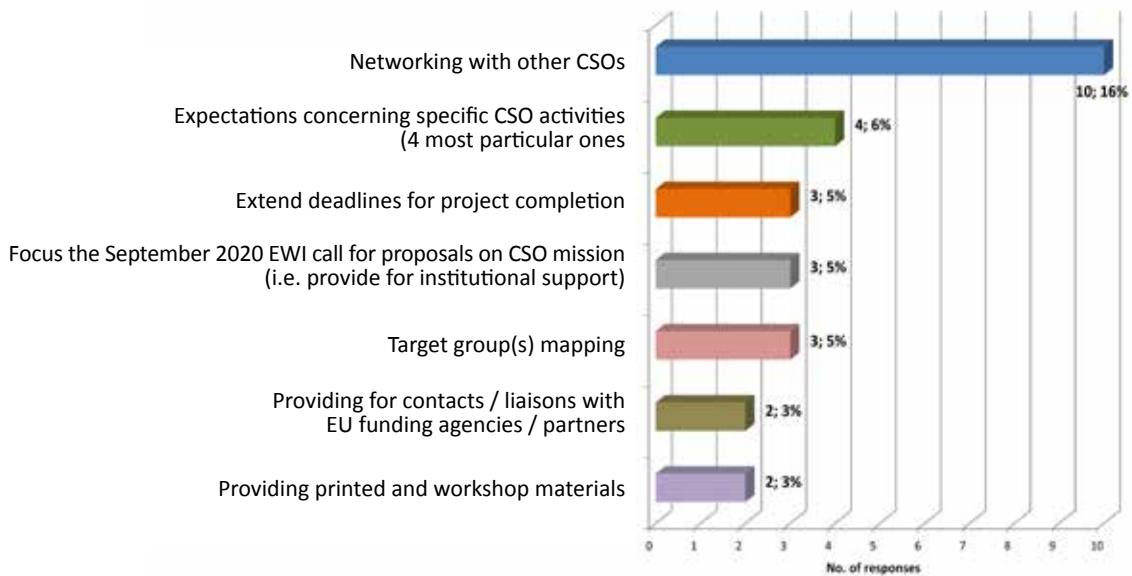 Networking with other CSOs
10; 16%
Expectations concerning specific CSO activities
(4 most particular ones
4; 6%
Extend deadlines for project completion
3; 5%
Focus the September 2020 EWI call for proposals on CSO mission
(i.e. provide for institutional support)
3; 5%
Target group(s) mapping
3; 5%
Providing for contacts / liaisons with
EU funding agencies / partners
2; 3%
Providing printed and workshop materials
2; 3%
0 1 2 3 4 5 6 7 8 9 10
No. of responses